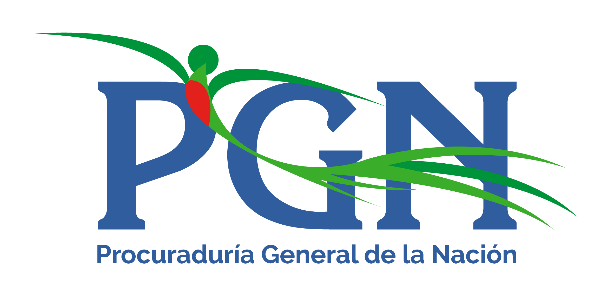 PGN
Procuraduría General de la Nación